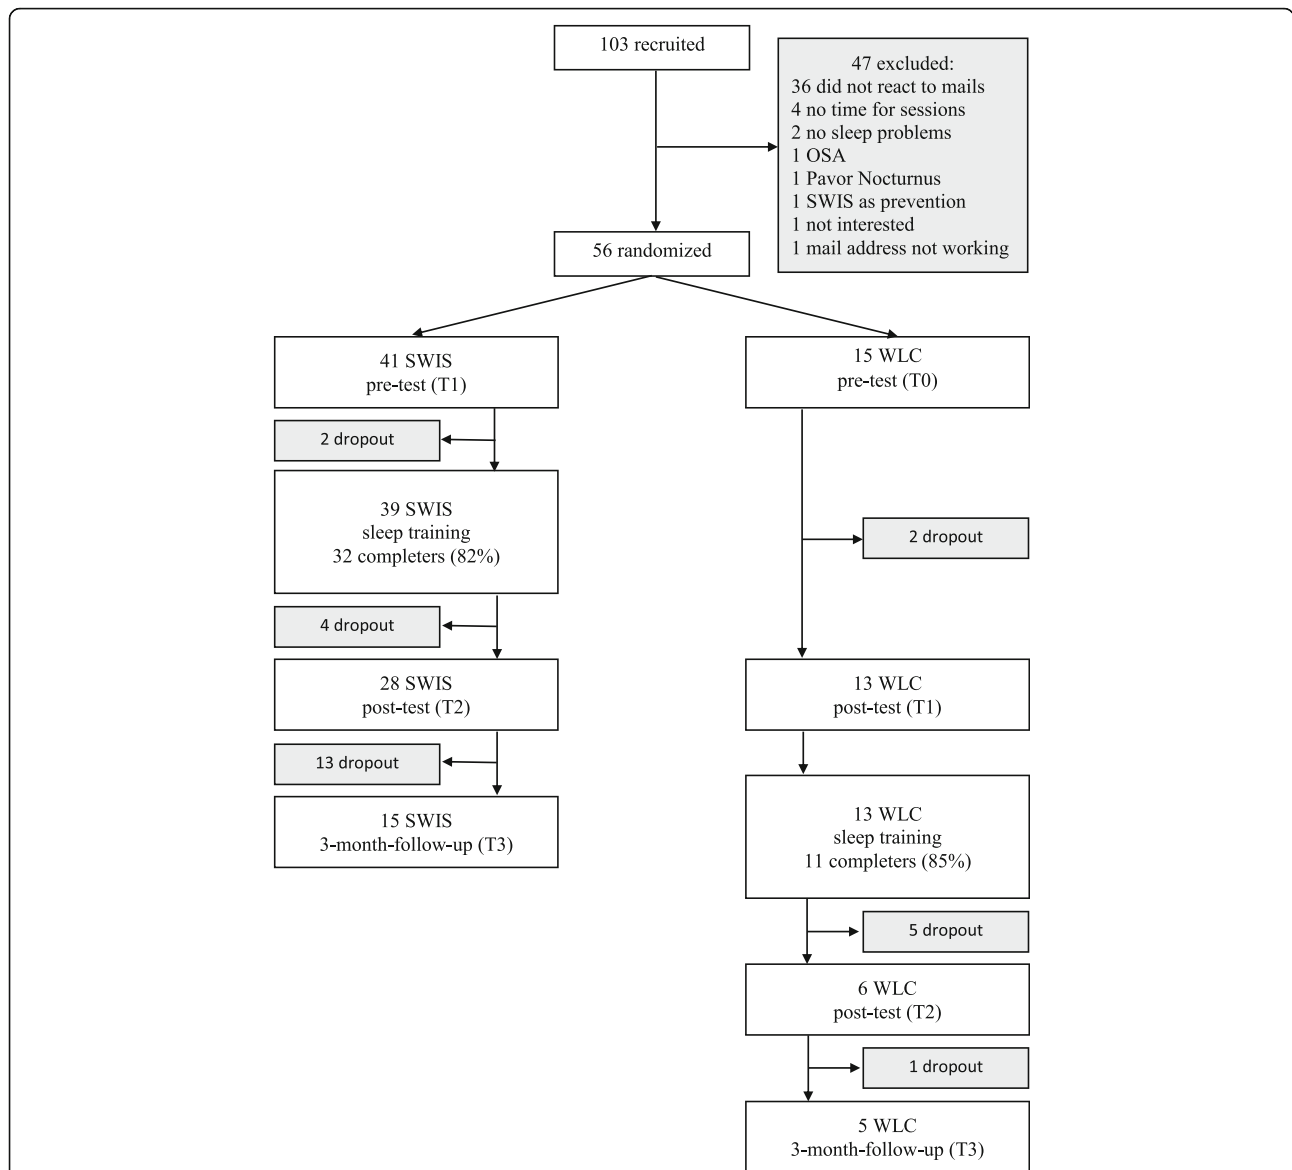 103 recruited
47 excluded:
36 did not react to mails
4 no time for sessions
2 no sleep problems
1 OSA
1 Pavor Nocturnus
1 SWIS as prevention
1 not interested
1 mail address not working
56 randomized
41 SWIS
pre-test (T1)
2 dropout
39 SWIS
sleep training
32 completers (82%)
4 dropout
28 SWIS
post-test (T2)
13 dropout
15 SWIS
3-month-follow-up (T3)
15 WLC
pre-test (T0)
2 dropout
13 WLC
post-test (T1)
13 WLC
sleep training
11 completers (85%)
5 dropout
6 WLC
post-test (T2)
1 dropout
5 WLC
3-month-follow-up (T3)